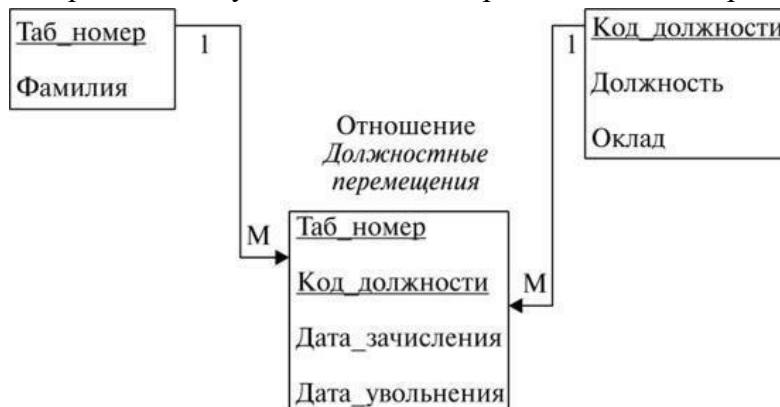 Таб_номер
Фамилия
1
Код_должности
Должность
Оклад
1
Отношение
Должностные
перемещения
М
Таб_номер
Код_должности
Дата_зачисления
Дата_увольнения
М